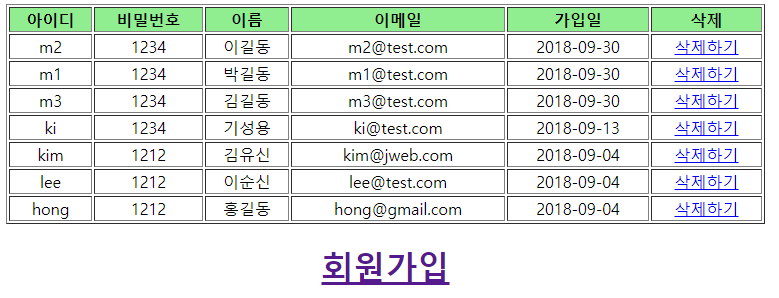 아이디 비밀번호 이름 이메일 가입일 삭제
m2 1234 이길동 m2@test.com 2018-09-30 삭제하기
m1 1234 박길동 m1@test.com 2018-09-30 삭제하기
m3 1234 김길동 m3@test.com 2018-09-30 삭제하기
ki 1234 기성용 ki@test.com 2018-09-13 삭제하기
kim 1212 김유신 kim@jweb.com 2018-09-04 삭제하기
lee 1212 이순신 lee@test.com 2018-09-04 삭제하기
hong 1212 홍길동 hong@gmail.com 2018-09-04 삭제하기
회원가입